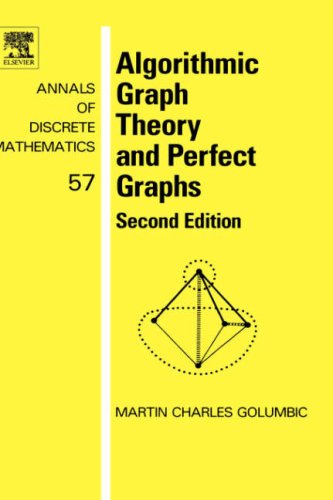 ELSEVIER
ANNALS
OF
DISCRETE
MATHEMATICS
57
Algorithmic
Graph
Theory
and Perfect
Graphs
Second Edition
MARTIN CHARLES GOLUMBIC